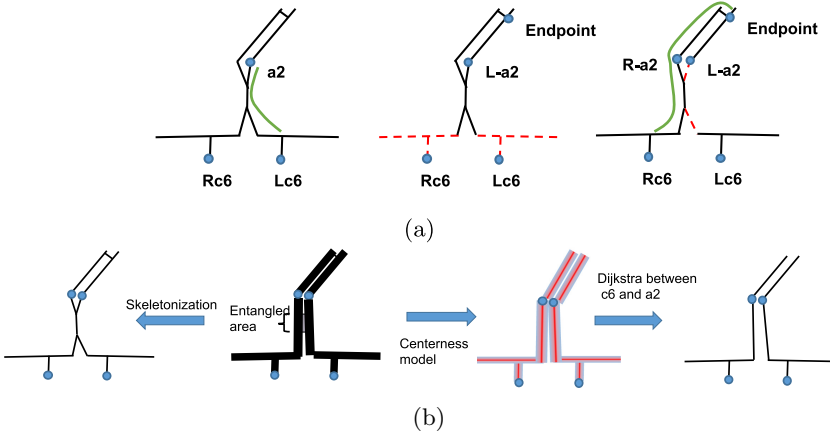 a2
Rc6
Lc6
Endpoint
L-a2
Rc6
Lc6
Endpoint
R-a2
L-a2
Rc6
Lc6
(a)
Skeletonization
Entangled
area
Centerness
model
Dijkstra between
c6 and a2
(b)